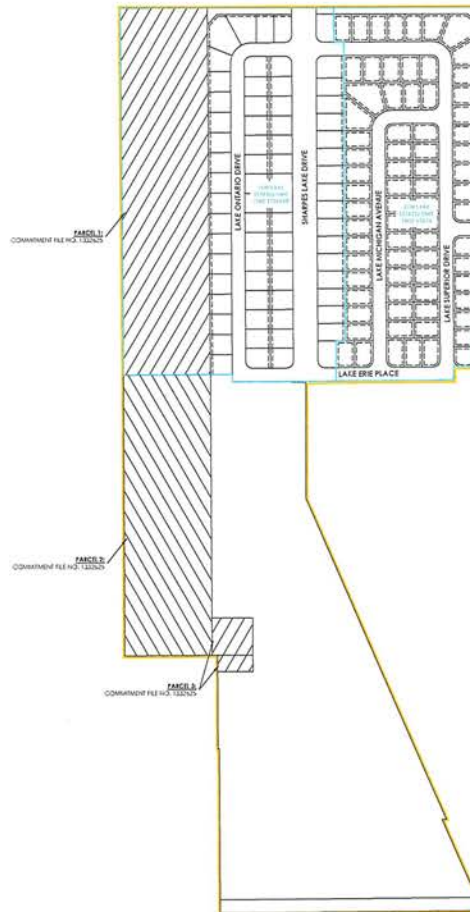 LAKE ONTARIO DRIVE
SHARPES LAKE DRIVE
LAKE MICHIGAN AVENUE
LAKE SUPERIOR DRIVE
LAKE ERIE PLACE
PARCEL 1:
COMMITMENT FILE NO. 1332625
PARCEL 2:
COMMITMENT FILE NO. 1332625
PARCEL 3:
COMMITMENT FILE NO. 1332625